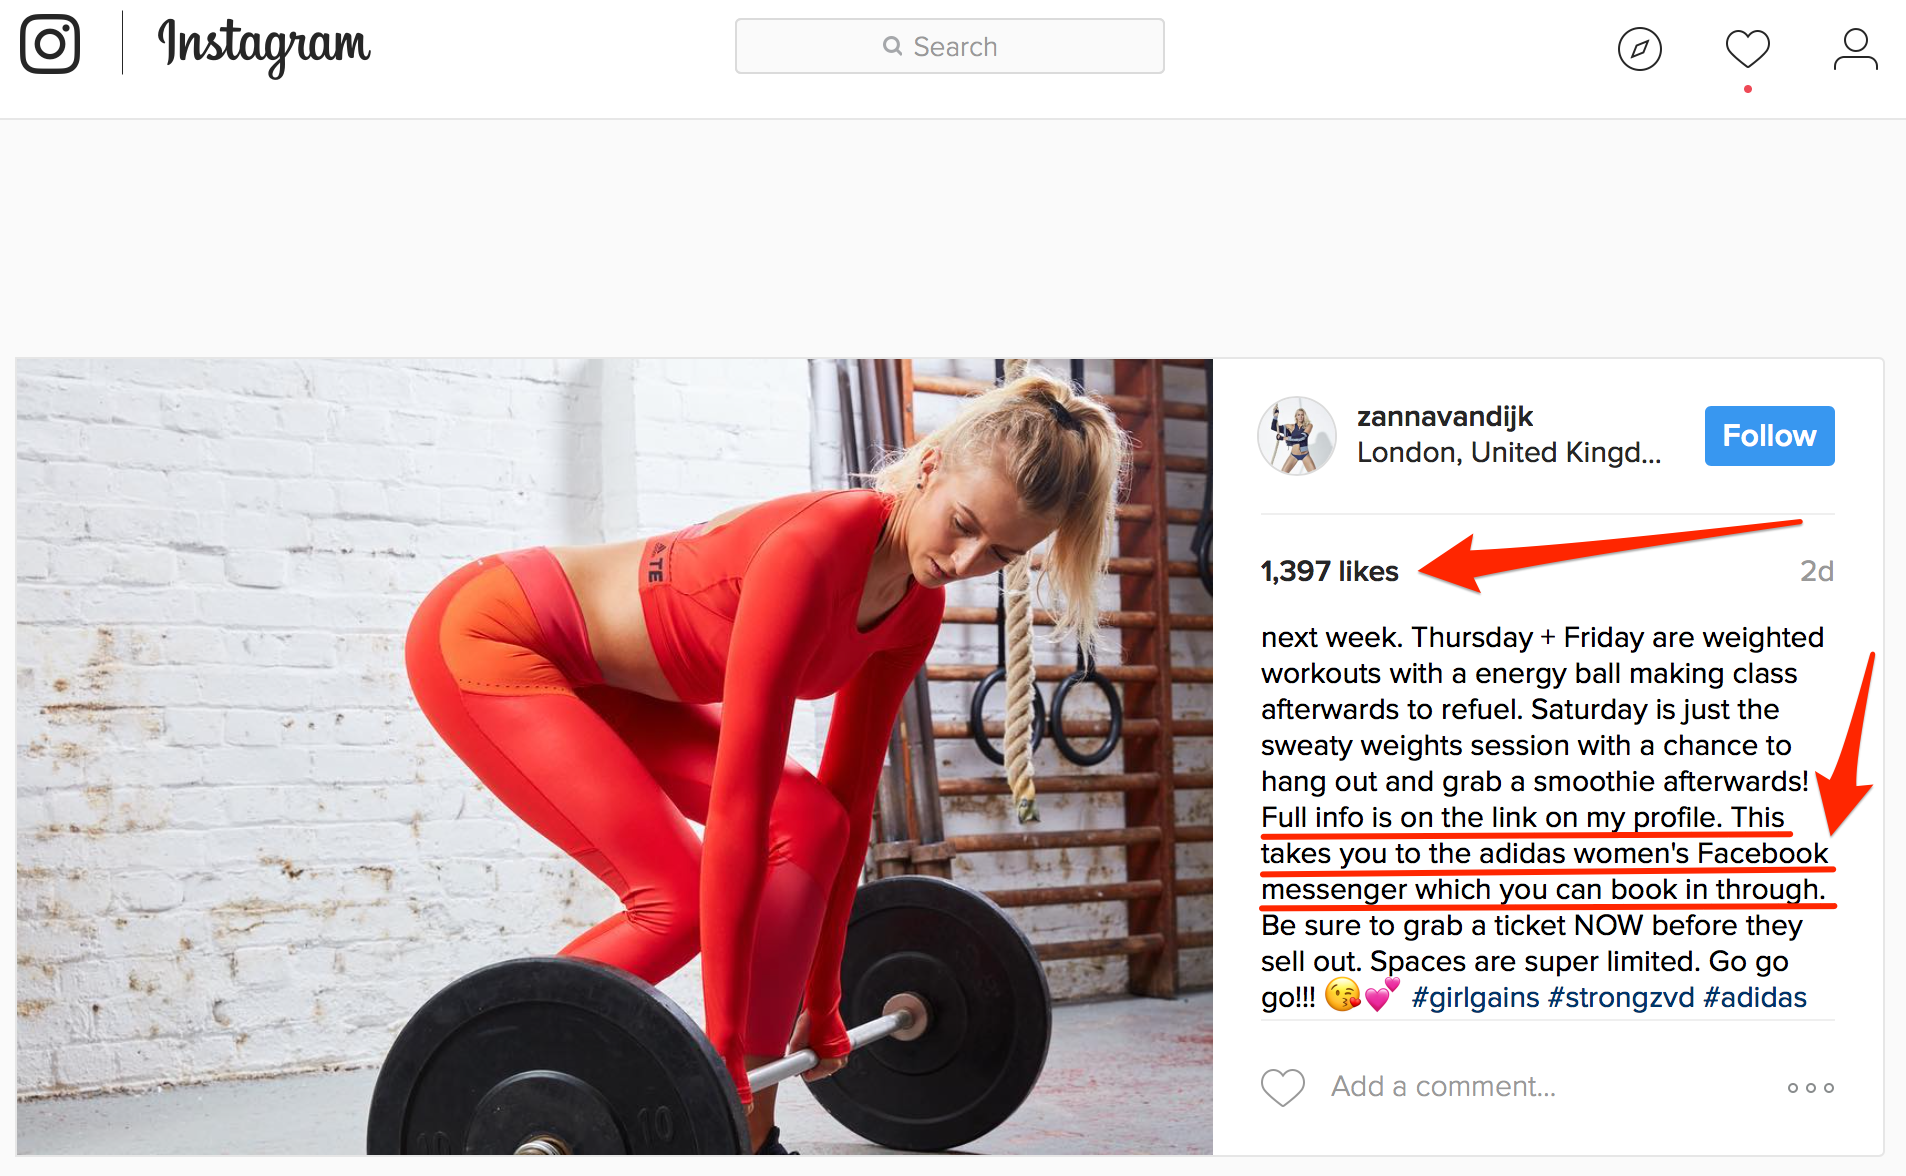 Instagram
Search
TE
10
10
zannavandijk
London, United Kingd...
Follow
1,397 likes
2d
next week. Thursday + Friday are weighted
workouts with a energy ball making class
afterwards to refuel. Saturday is just the
sweaty weights session with a chance to
hang out and grab a smoothie afterwards!
Full info is on the link on my profile. This
takes you to the adidas women's Facebook
messenger which you can book in through.
Be sure to grab a ticket NOW before they
sell out. Spaces are super limited. Go go
go!!! 😘💕 #girlgains #strongzvd #adidas
Add a comment...